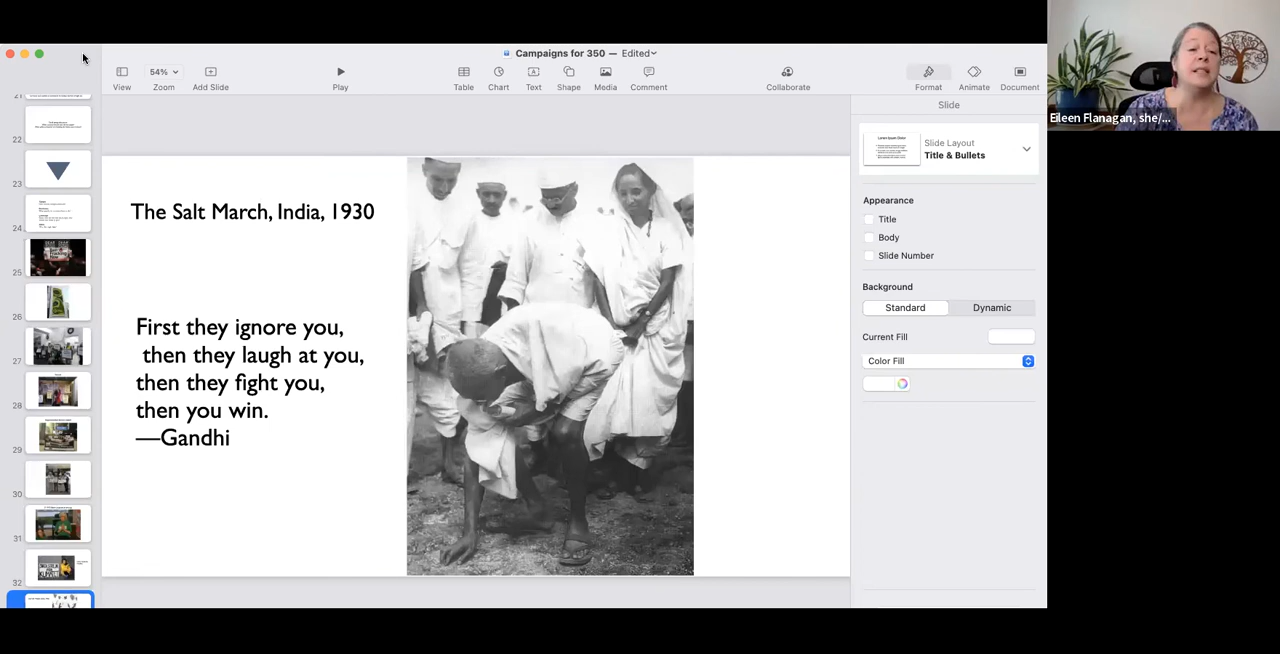 Campaigns for 350 — Edited
54%
View
Zoom
Add Slide
Play
Table
Chart
Text
Shape
Media
Comment
Collaborate
Format
Animate
Document
Eileen Flanagan, she/...
22
23
24
25
26
27
28
29
30
31
32
The Salt March, India, 1930
First they ignore you,
then they laugh at you,
then they fight you,
then you win.
—Gandhi
Slide
Slide Layout
Title & Bullets
Appearance
Title
Body
Slide Number
Background
Standard
Dynamic
Current Fill
Color Fill